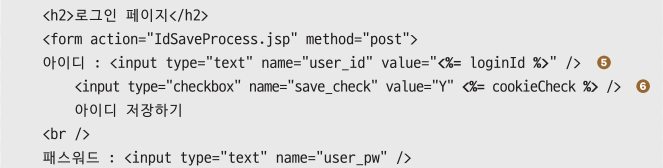 <h2>로그인 페이지</h2>
<form action="IdSaveProcess.jsp" method="post">
아이디 : <input type="text" name="user_id" value="<%= loginId %>" /> ❺
<input type="checkbox" name="save_check" value="Y" <%= cookieCheck %> /> ❻
아이디 저장하기
<br />
패스워드 : <input type="text" name="user_pw" />